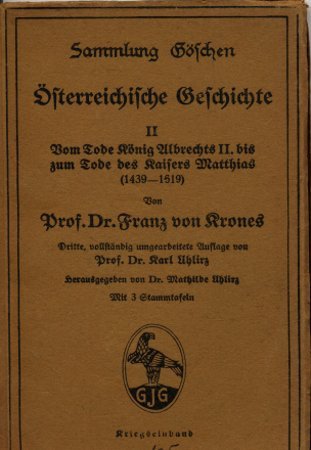 Sammlung Göschen
Österreichische Geschichte
II
Vom Tode König Albrechts II. bis
zum Tode des Kaisers Matthias
(1439—1619)
Von
Prof. Dr. Franz von Krones
Dritte, vollständig umgearbeitete Auflage von
Prof. Dr. Karl Uhlirz
Herausgegeben von Dr. Mathilde Uhlirz
Mit 3 Stammtafeln
GJG
Kriegseinband